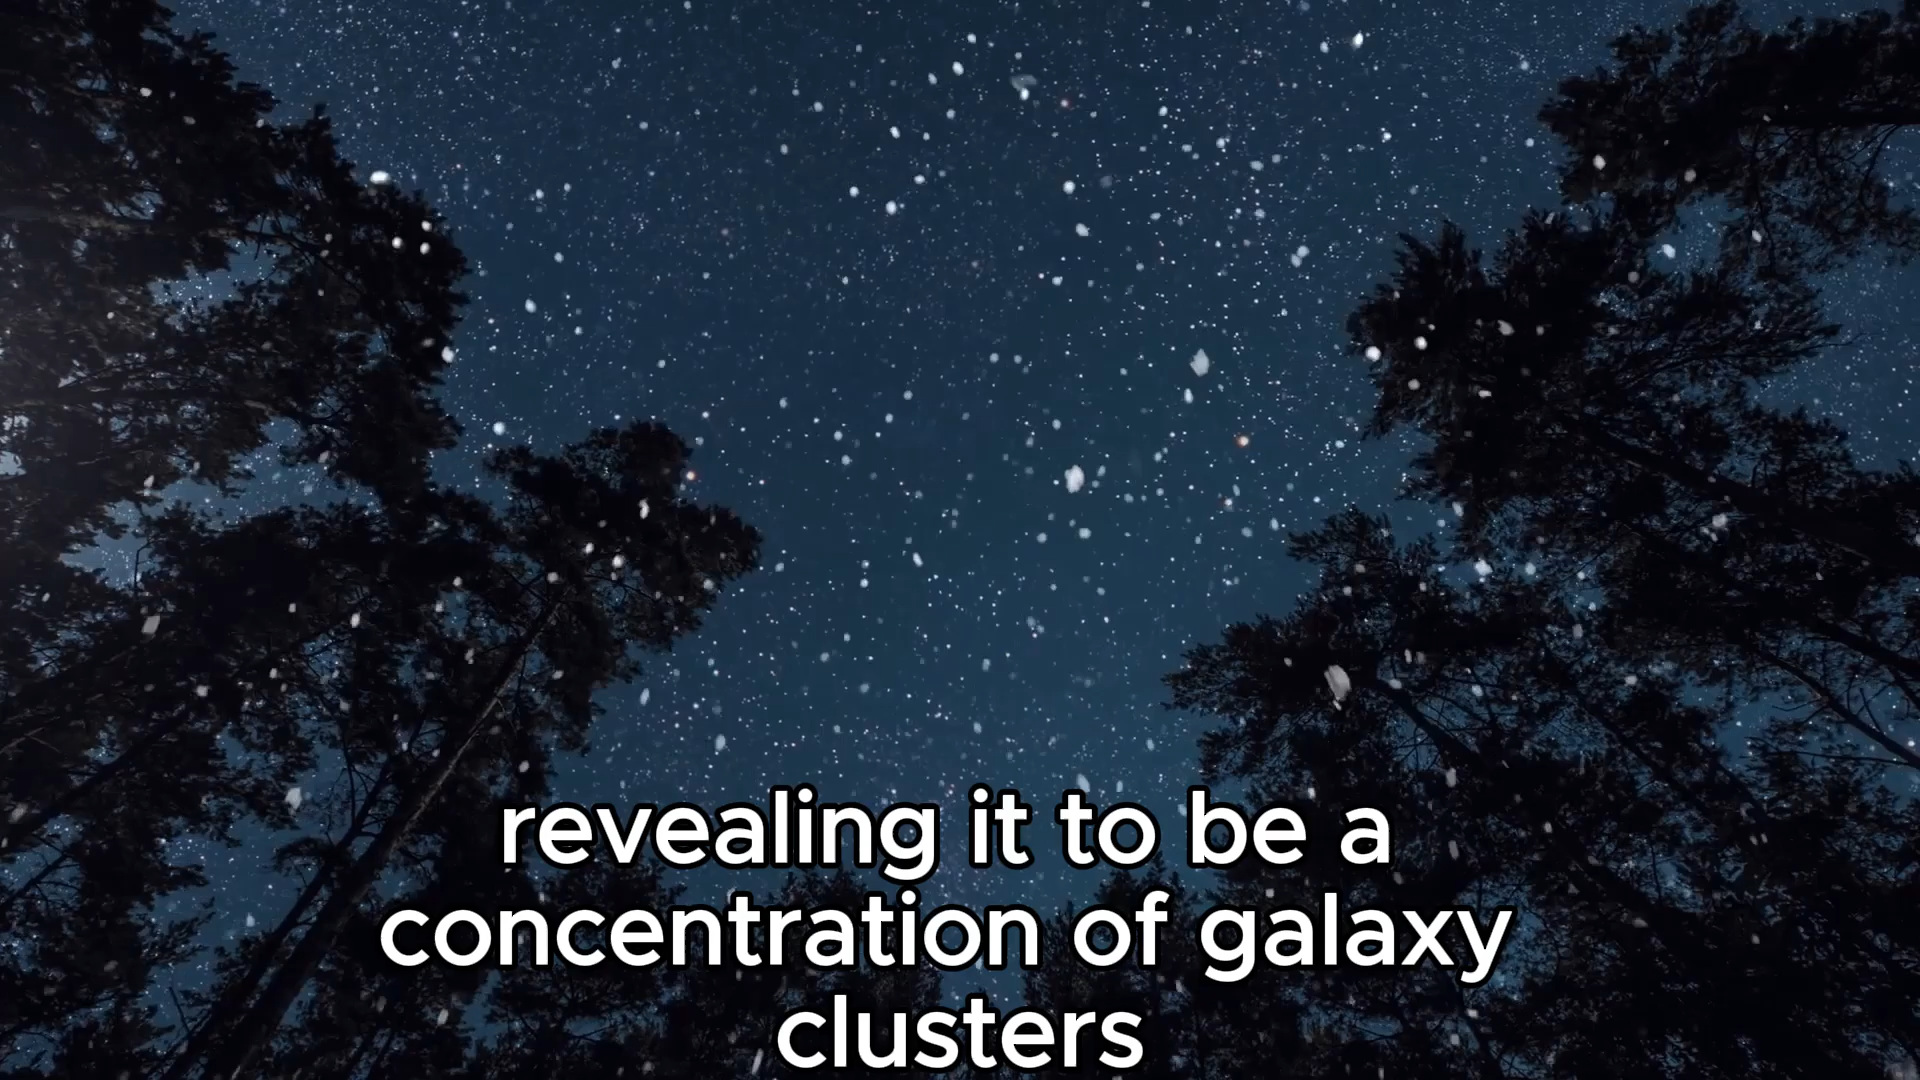 revealing it to be a
concentration of galaxy
clusters